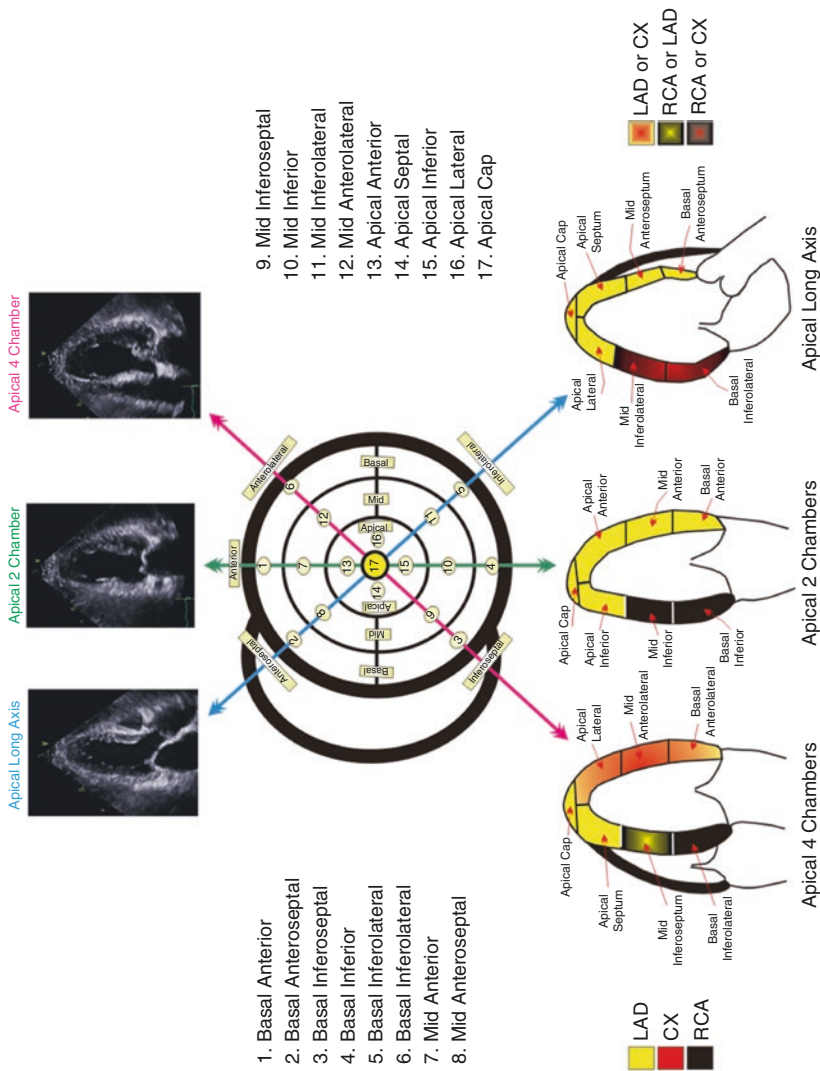 Apical Long Axis
Apical 2 Chamber
Apical 4 Chamber
1. Basal Anterior
2. Basal Anteroseptal
3. Basal Inferoseptal
4. Basal Inferior
5. Basal Inferolateral
6. Basal Inferolateral
7. Mid Anterior
8. Mid Anteroseptal
Anteroseptal
Anterior
Anterolateral
2
1
6
8
7
12
13
Basal
Mid
Apical
14
17
16
Apical
Mid
Basal
15
9
10
11
3
4
5
Inferoseptal
Interolateral
9. Mid Inferoseptal
10. Mid Inferior
11. Mid Inferolateral
12. Mid Anterolateral
13. Apical Anterior
14. Apical Septal
15. Apical Inferior
16. Apical Lateral
17. Apical Cap
LAD
CX
RCA
Apical Cap
Apical
Septum
Mid
Inferoseptum
Basal
Inferolateral
Apical
Lateral
Mid
Anterolateral
Basal
Anterolateral
Apical 4 Chambers
Apical Cap
Apical
Inferior
Mid
Inferior
Basal
Inferior
Apical
Anterior
Mid
Anterior
Basal
Anterior
Apical 2 Chambers
Apical Cap
Apical
Septum
Mid
Anteroseptum
Basal
Anteroseptum
Apical
Lateral
Mid
Inferolateral
Basal
Inferolateral
Apical Long Axis
LAD or CX
RCA or LAD
RCA or CX